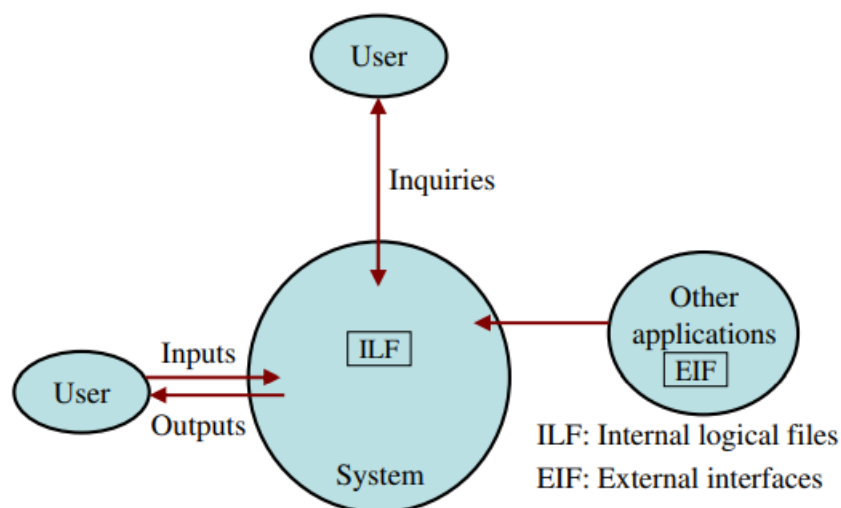 User
Inquiries
Other
applications
EIF
ILF
Inputs
User
Outputs
System
ILF: Internal logical files
EIF: External interfaces